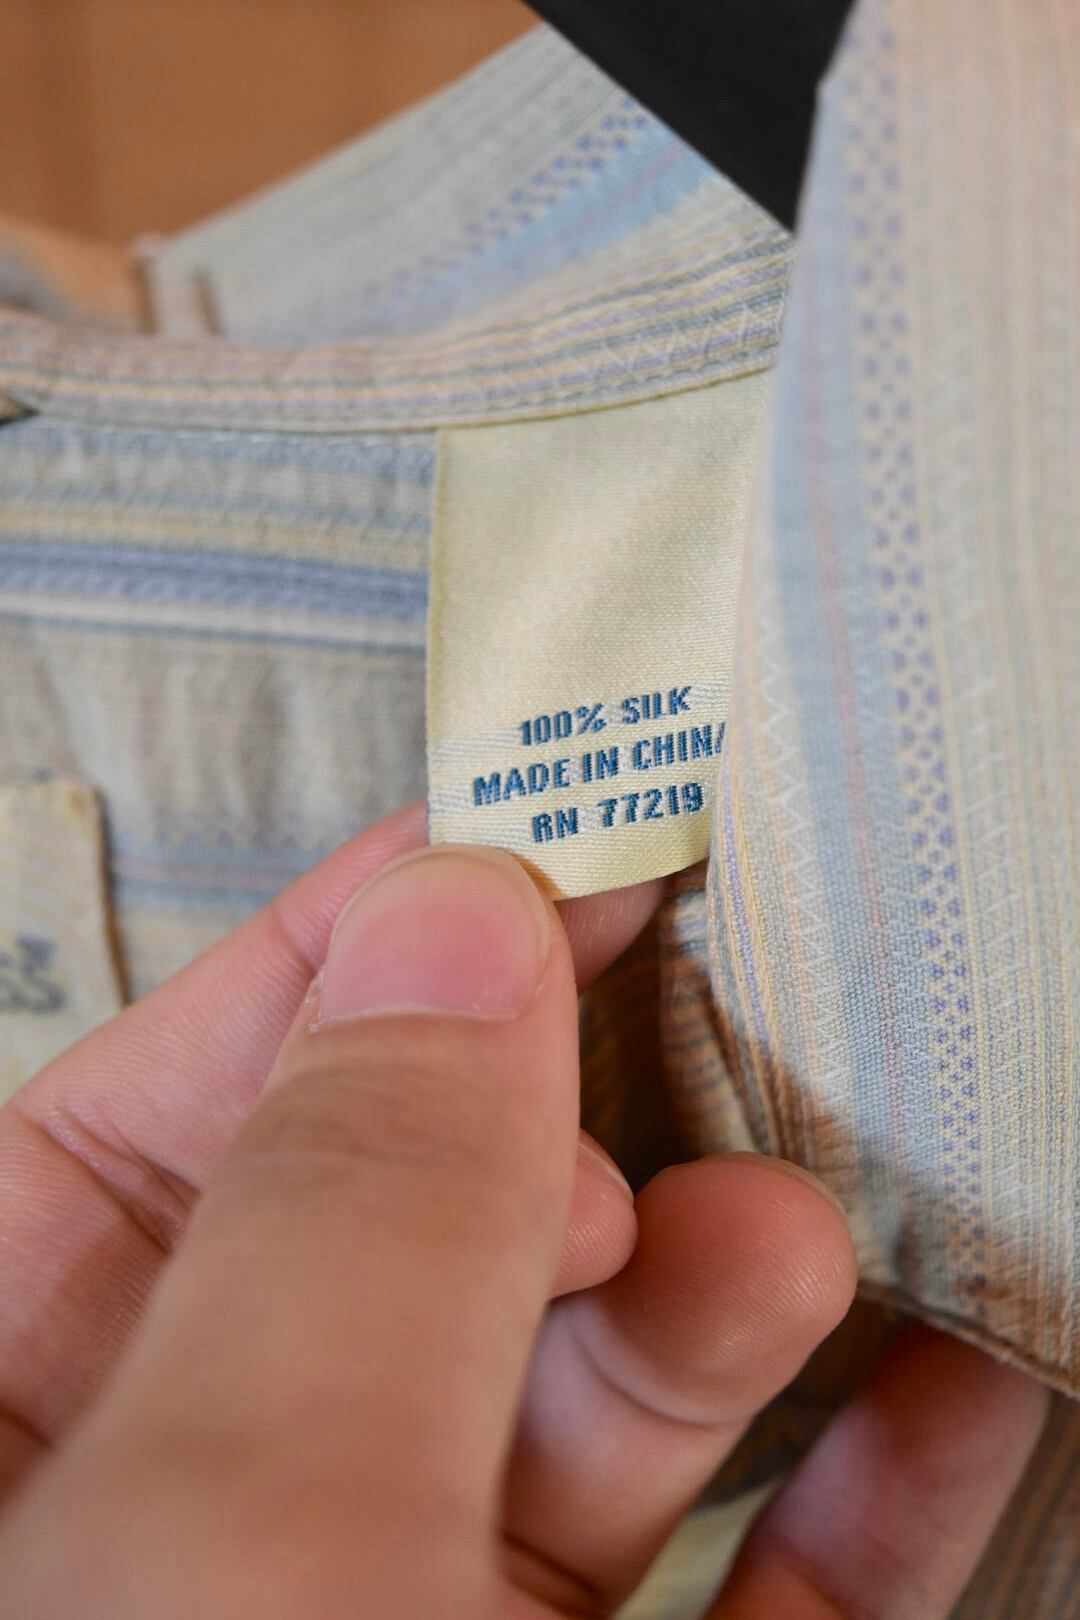 100% SILK
MADE IN CHINA
RN 77219